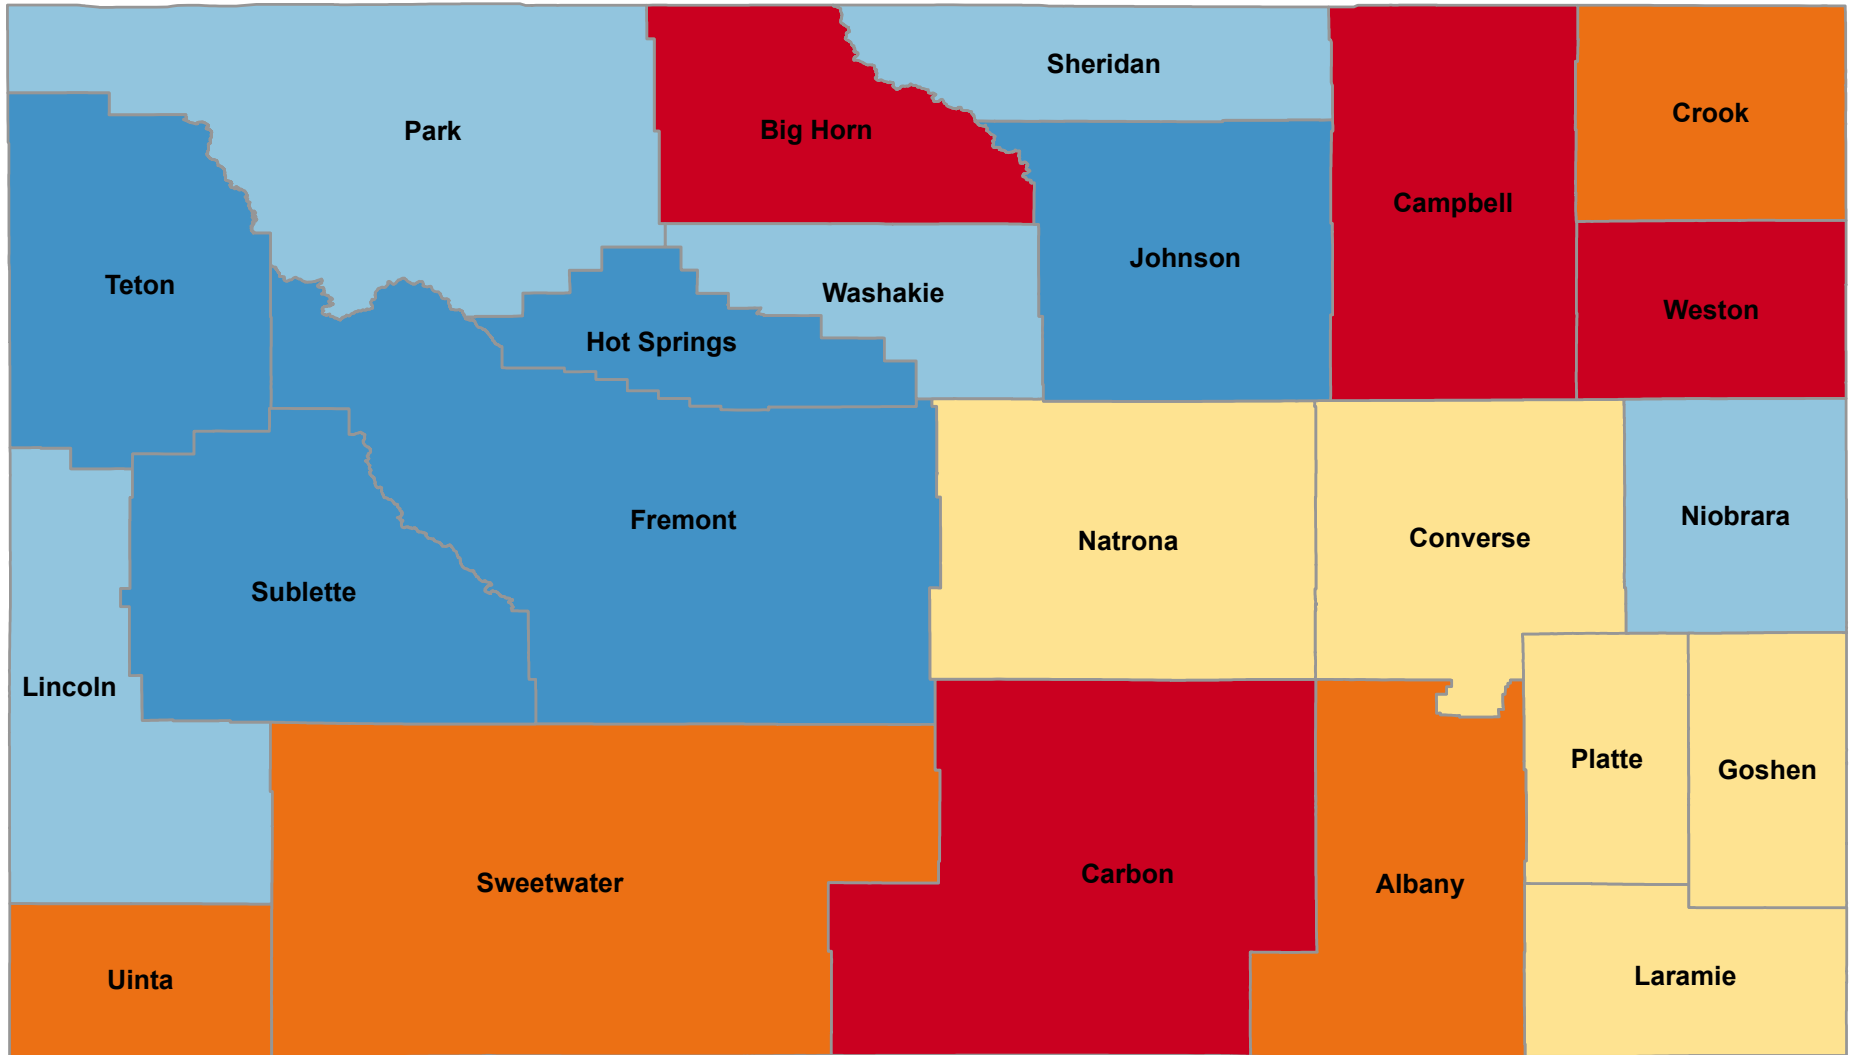 Sheridan
Crook
Park
Big Horn
Campbell
Johnson
Teton
Washakie
Weston
Hot Springs
Niobrara
Fremont
Converse
Natrona
Sublette
Lincoln
Platte
Goshen
Carbon
Sweetwater
Albany
Laramie
Uinta